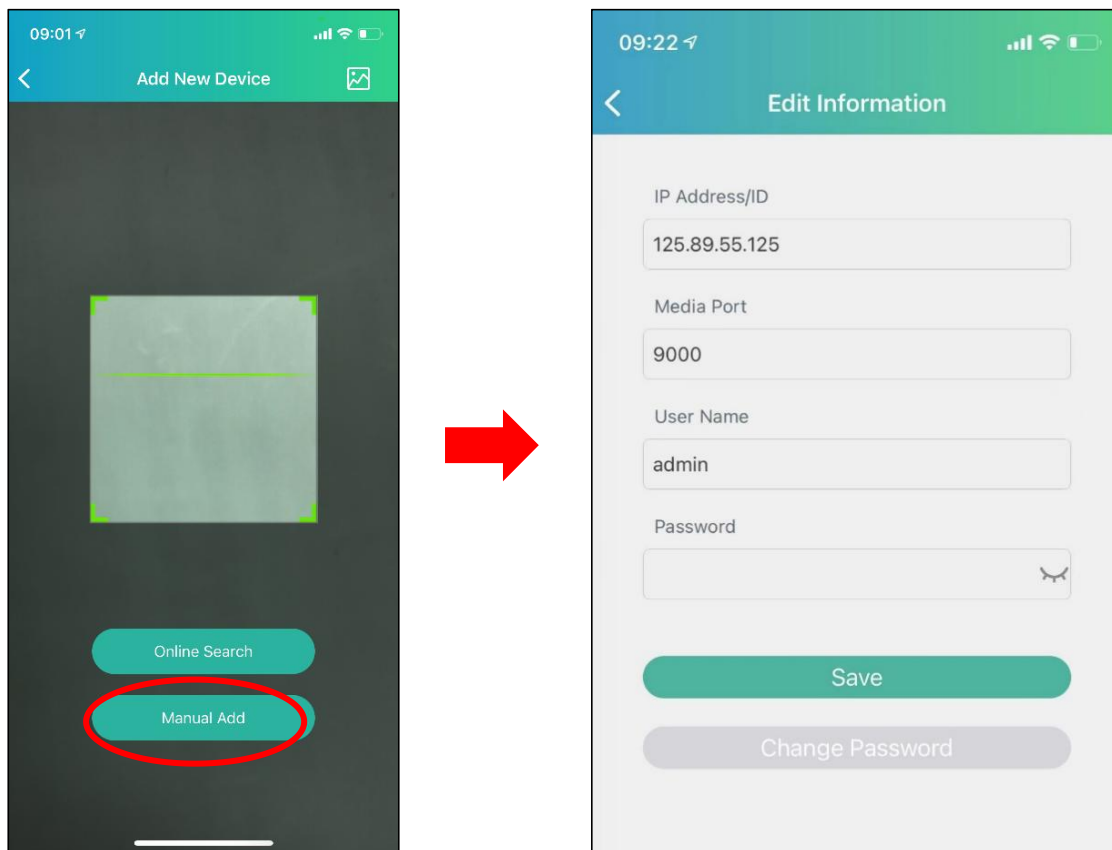 09:01
Add New Device
Online Search
Manual Add
09:22
Edit Information
IP Address/ID
125.89.55.125
Media Port
9000
User Name
admin
Password
Save
Change Password